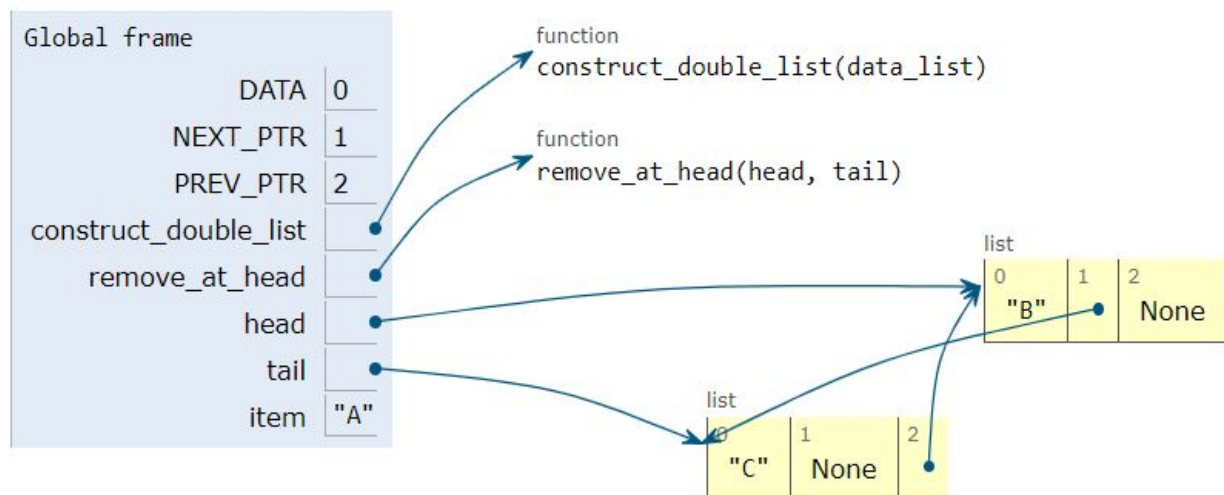 Global frame
DATA 0
NEXT_PTR 1
PREV_PTR 2
construct_double_list
remove_at_head
head
tail
item "A"
function
construct_double_list(data_list)
function
remove_at_head(head, tail)
list
0 1 2
"B" None
list
0 1 2
"C" None